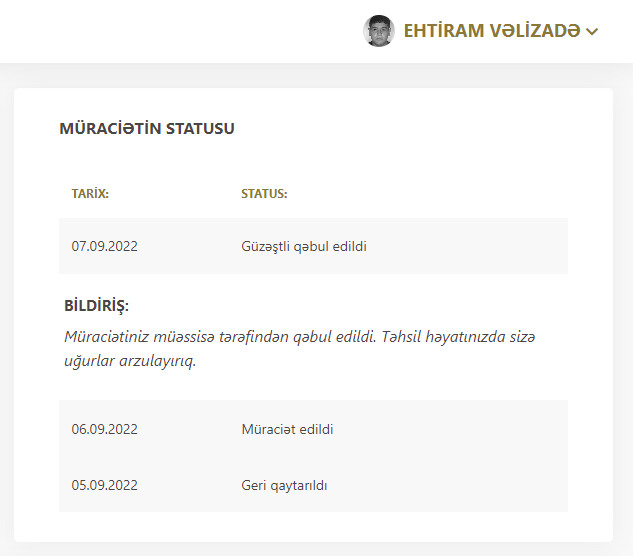 EHTİRAM VƏLİZADƏ
MÜRACİƏTİN STATUSU
TARİX: STATUS:
07.09.2022 Güzəştli qəbul edildi
BİLDİRİŞ:
Müraciətiniz müəssisə tərəfindən qəbul edildi. Təhsil həyatınızda sizə
uğurlar arzulayırıq.
06.09.2022 Müraciət edildi
05.09.2022 Geri qaytarıldı